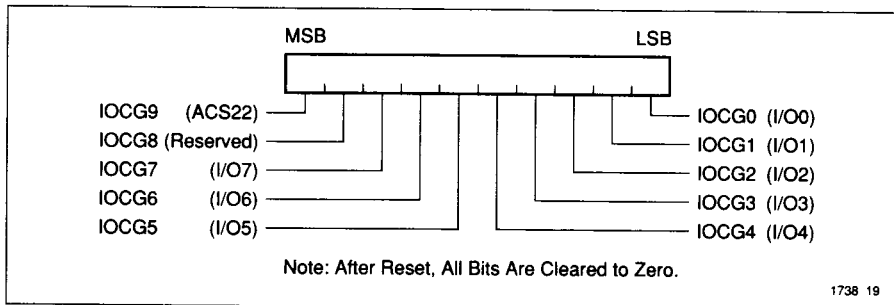 MSB LSB
IOCG9 (ACS22)
IOCG8 (Reserved)
IOCG7 (I/O7)
IOCG6 (I/O6)
IOCG5 (I/O5)
IOCG0 (I/O0)
IOCG1 (I/O1)
IOCG2 (I/O2)
IOCG3 (I/O3)
IOCG4 (I/O4)
Note: After Reset, All Bits Are Cleared to Zero.
1738 19